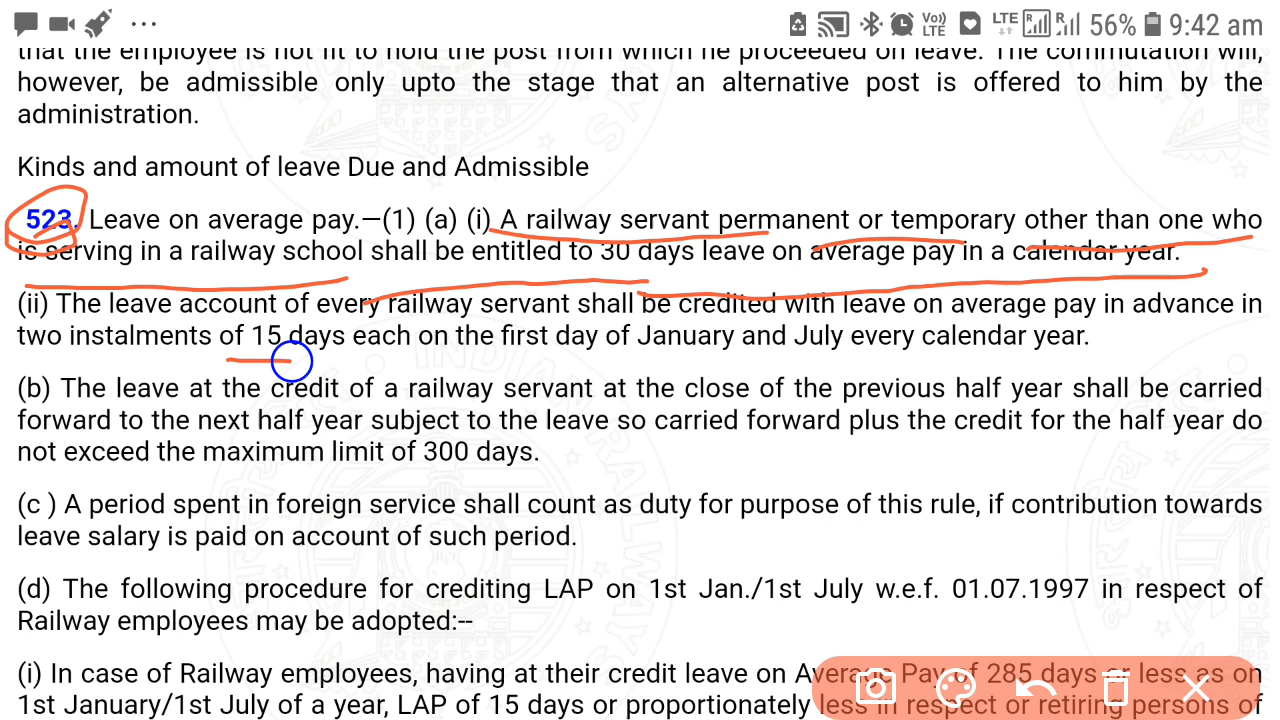 56% 9:42 am
that the employee is not fit to hold the post from which he proceeded on leave. The commutation will,
however, be admissible only upto the stage that an alternative post is offered to him by the
administration.
Kinds and amount of leave Due and Admissible
523. Leave on average pay.—(1) (a) (i) A railway servant permanent or temporary other than one who
is serving in a railway school shall be entitled to 30 days leave on average pay in a calendar year.
(ii) The leave account of every railway servant shall be credited with leave on average pay in advance in
two instalments of 15 days each on the first day of January and July every calendar year.
(b) The leave at the credit of a railway servant at the close of the previous half year shall be carried
forward to the next half year subject to the leave so carried forward plus the credit for the half year do
not exceed the maximum limit of 300 days.
(c ) A period spent in foreign service shall count as duty for purpose of this rule, if contribution towards
leave salary is paid on account of such period.
(d) The following procedure for crediting LAP on 1st Jan./1st July w.e.f. 01.07.1997 in respect of
Railway employees may be adopted:--
(i) In case of Railway employees, having at their credit leave on Average Pay of 285 days or less as on
1st January/1st July of a year, LAP of 15 days or proportionately less in respect or retiring persons of